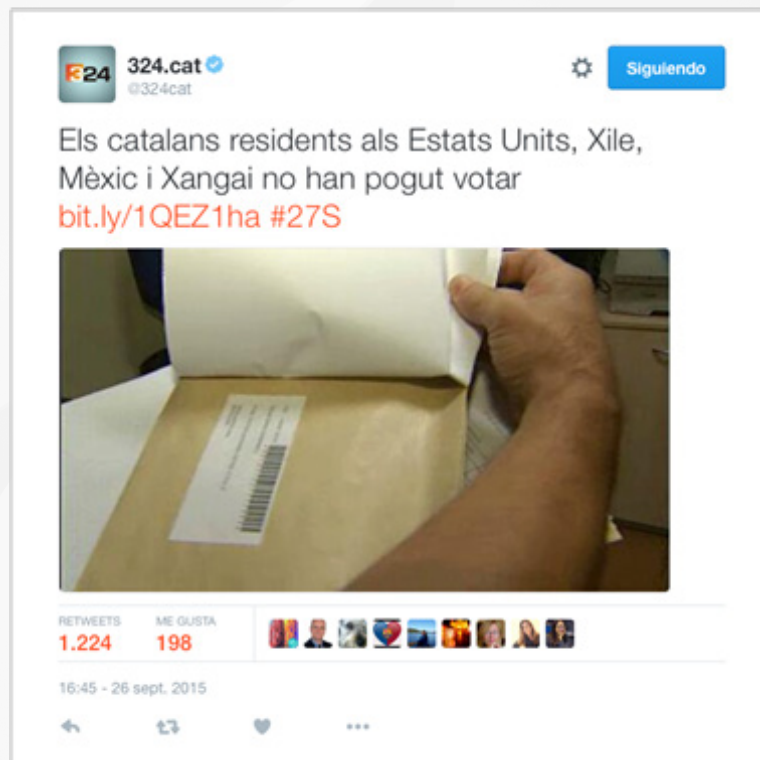 324
324.cat
@324cat
Siguiendo
Els catalans residents als Estats Units, Xile,
Mèxic i Xangai no han pogut votar
bit.ly/1QEZ1ha #27S
RETWEETS
ME GUSTA
1.224
198
16:45 - 26 sept. 2015